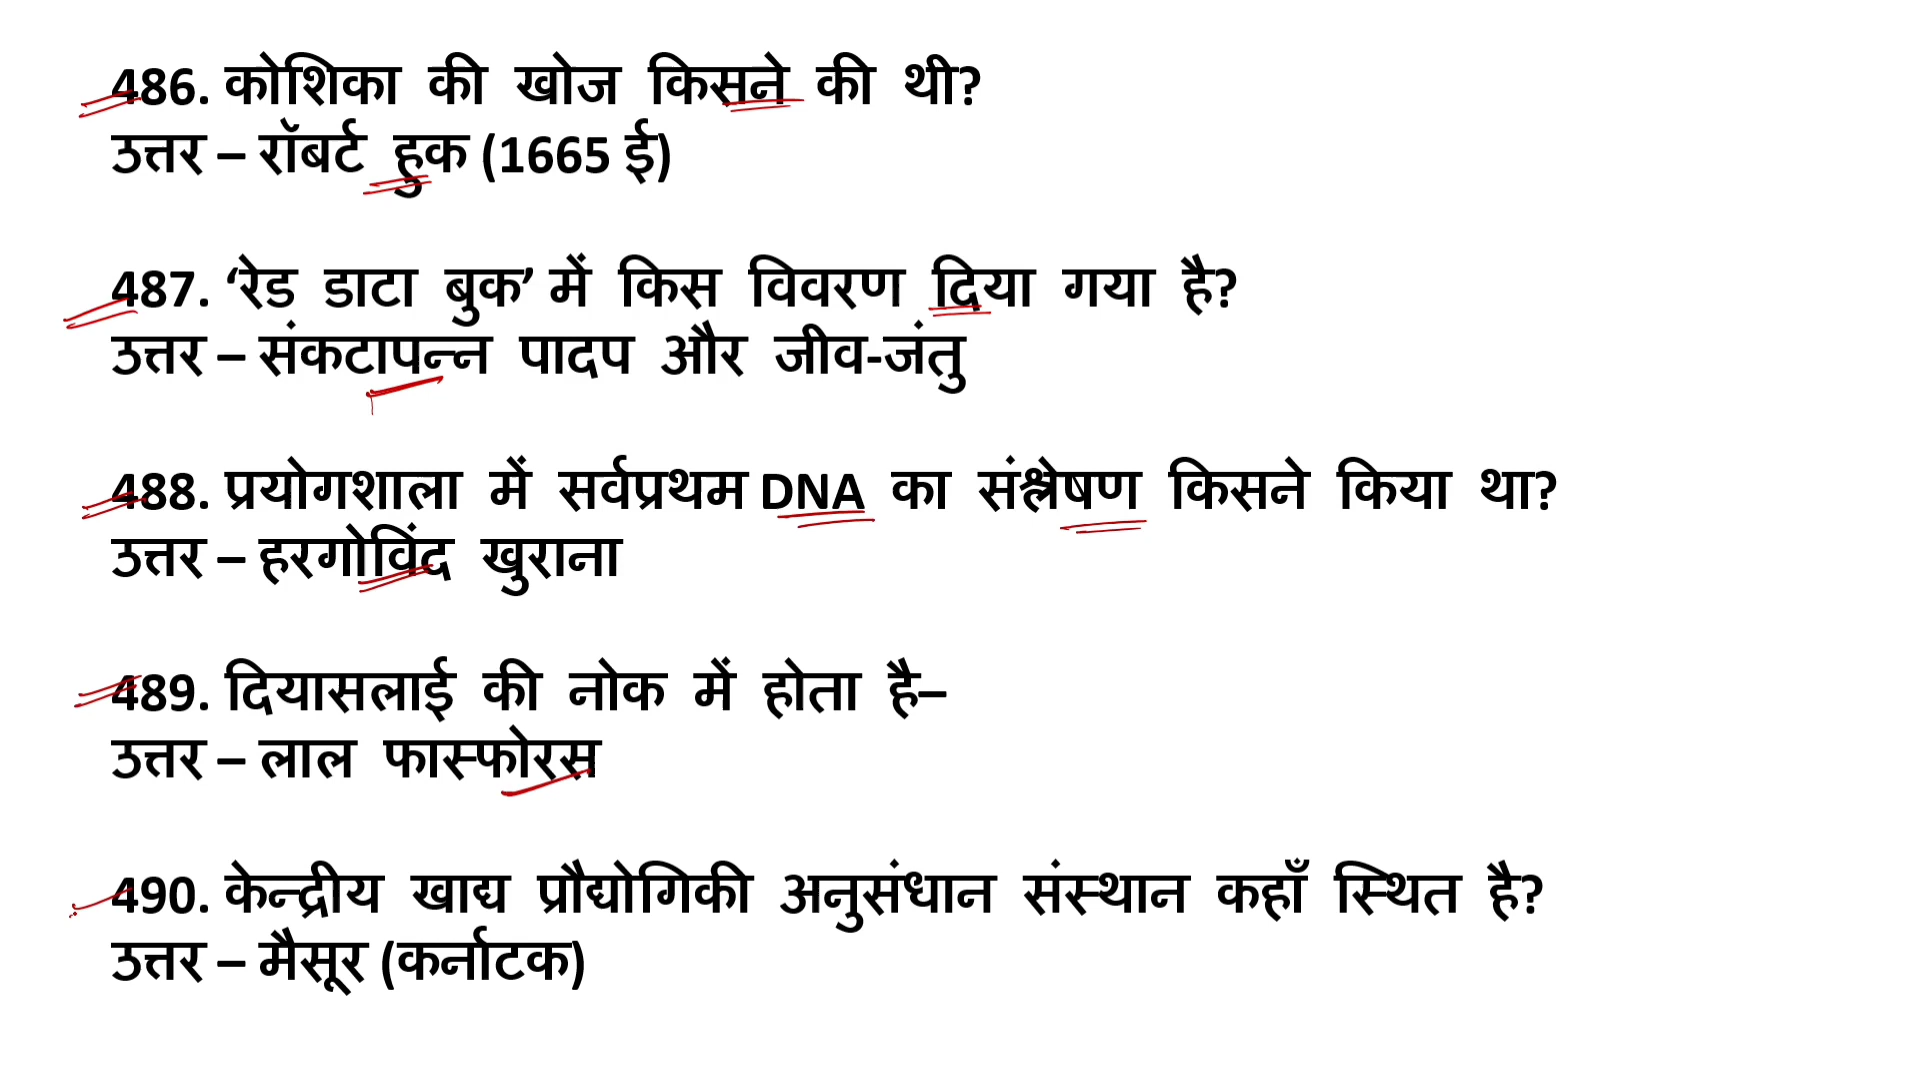 486. कोशिका की खोज किसने की थी?
उत्तर – रॉबर्ट हुक (1665 ई)
487. ‘रेड डाटा बुक’ में किस विवरण दिया गया है?
उत्तर – संकटापन्न पादप और जीव-जंतु
488. प्रयोगशाला में सर्वप्रथम DNA का संश्लेषण किसने किया था?
उत्तर – हरगोविंद खुराना
489. दियासलाई की नोक में होता है–
उत्तर – लाल फास्फोरस
490. केन्द्रीय खाद्य प्रौद्योगिकी अनुसंधान संस्थान कहाँ स्थित है?
उत्तर – मैसूर (कर्नाटक)